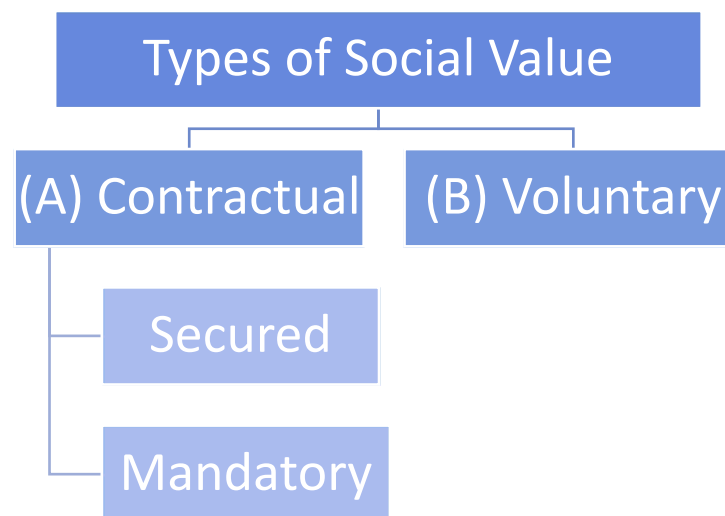 Types of Social Value
(A) Contractual
(B) Voluntary
Secured
Mandatory